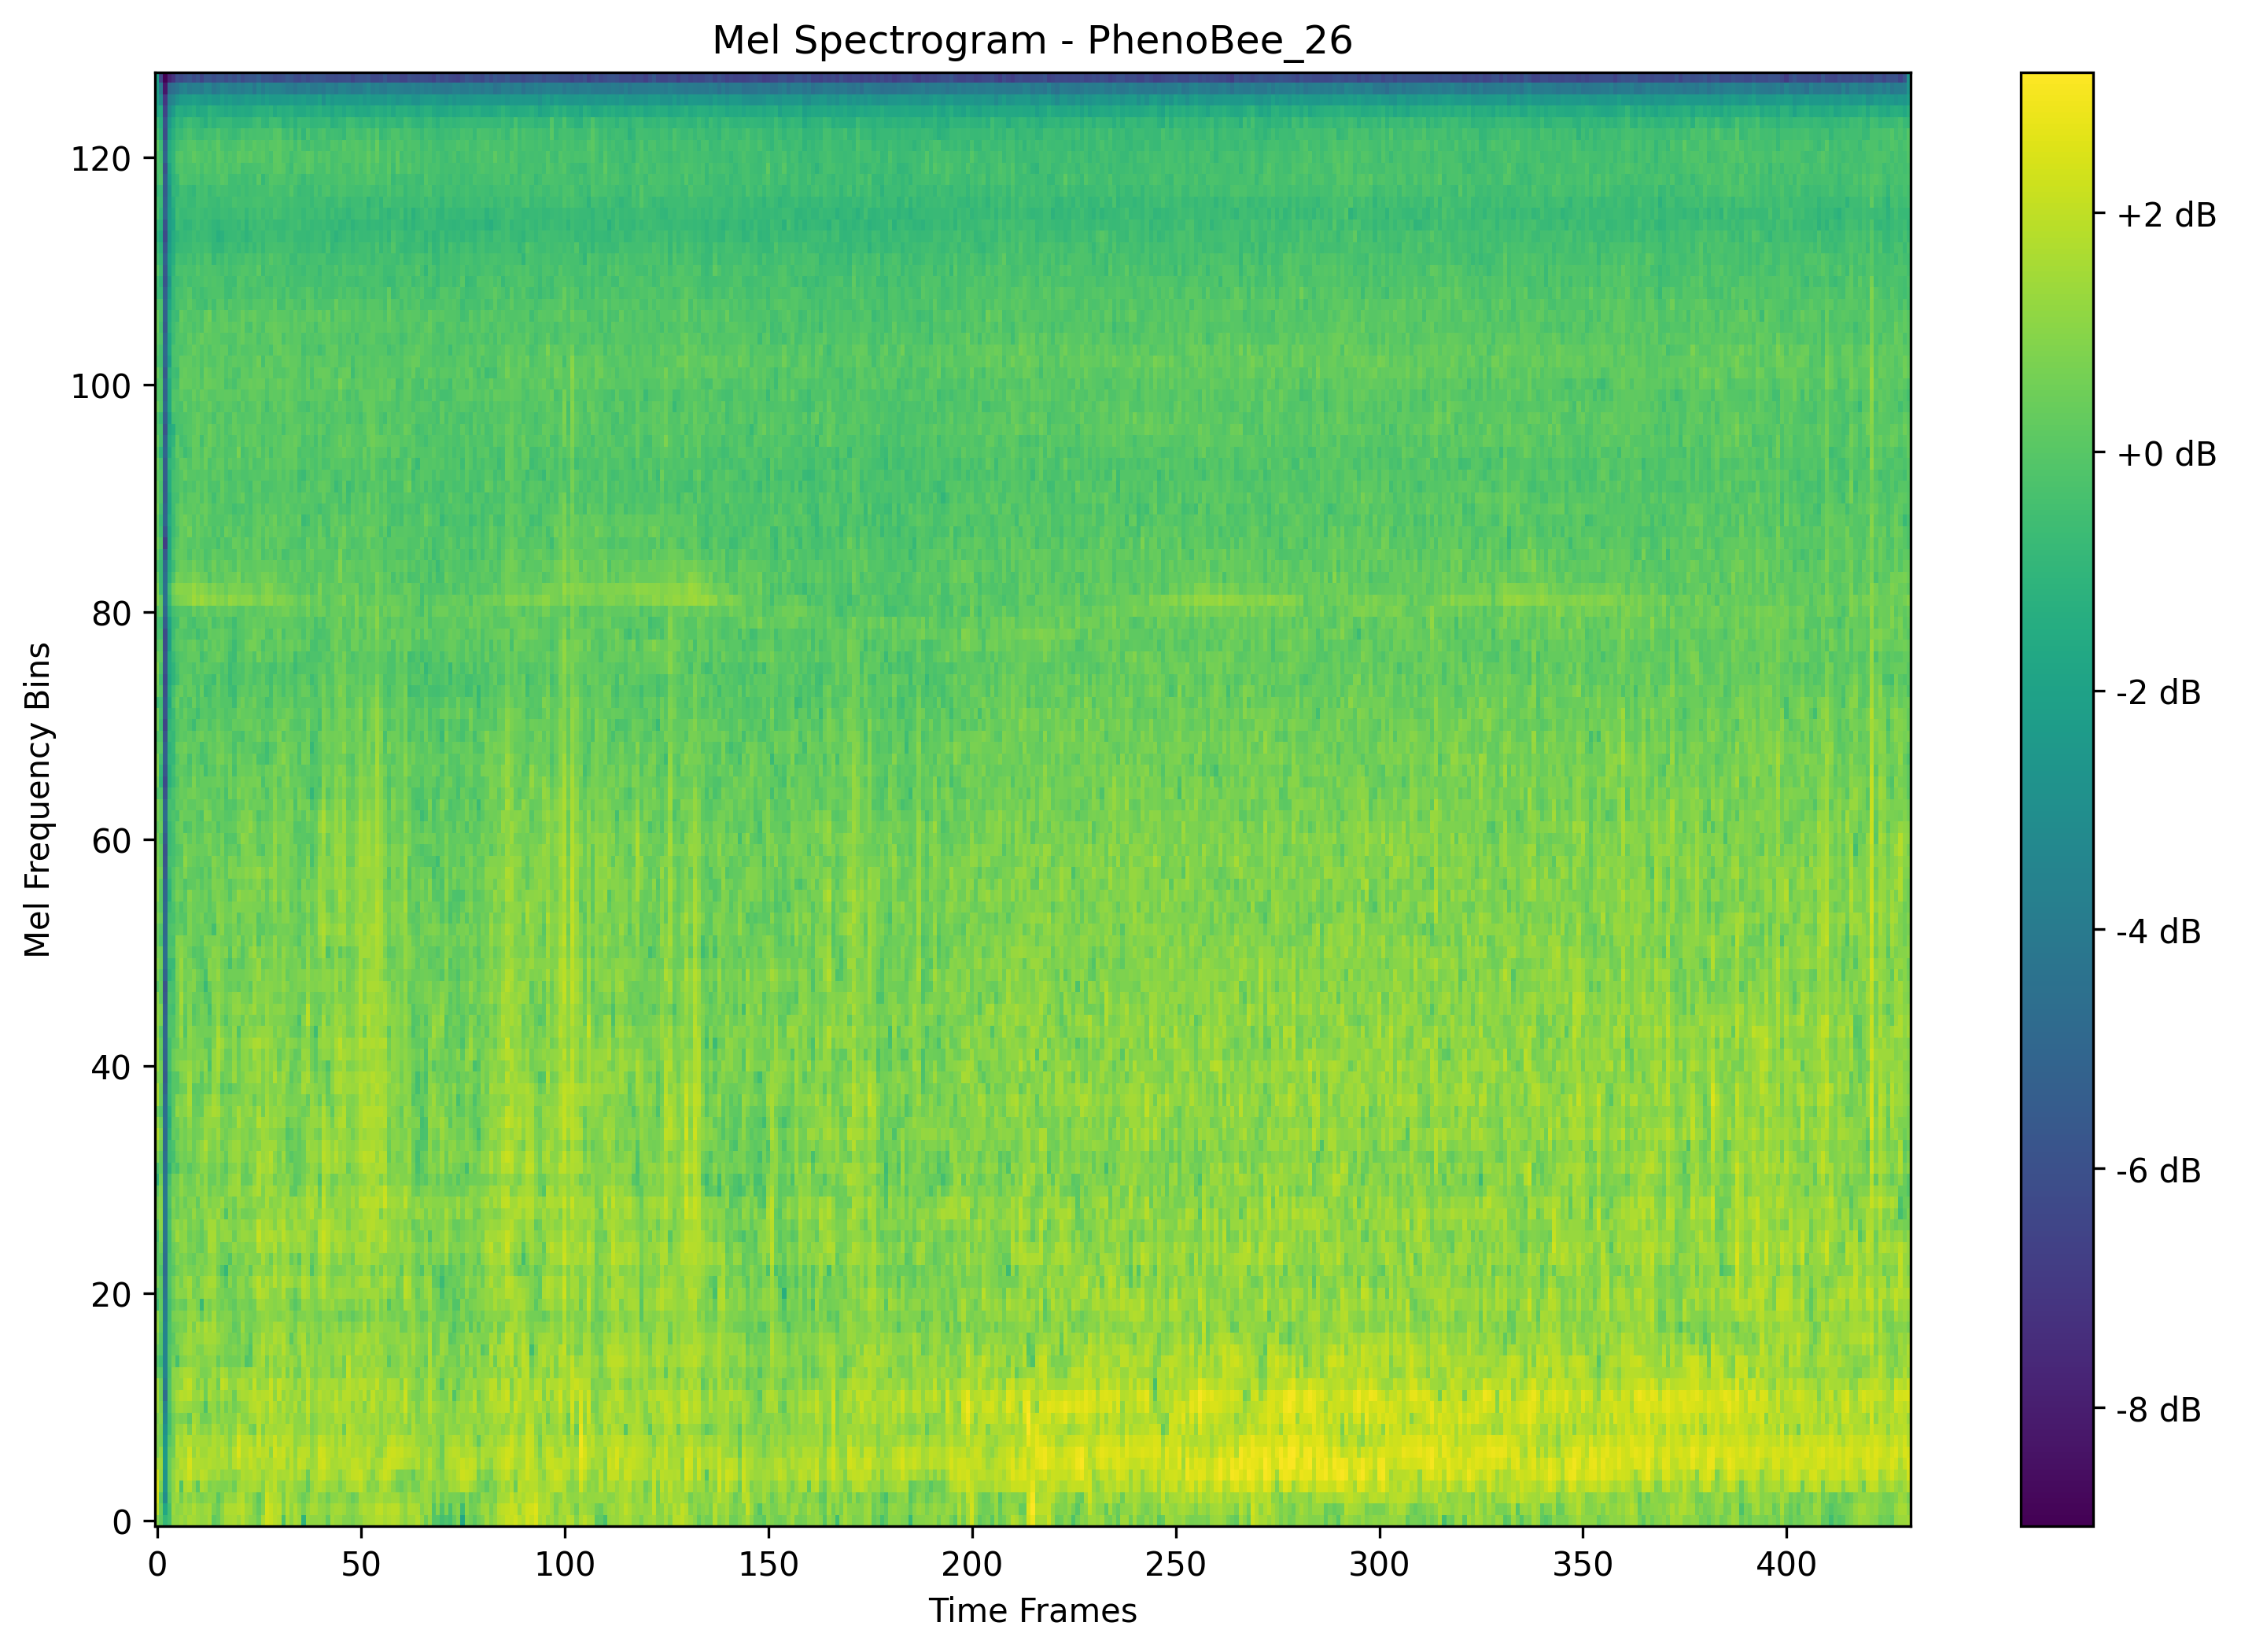 Mel Spectrogram - PhenoBee_26
Mel Frequency Bins
120
100
80
60
40
20
0
0 50 100 150 200 250 300 350 400
Time Frames
+2 dB
+0 dB
-2 dB
-4 dB
-6 dB
-8 dB